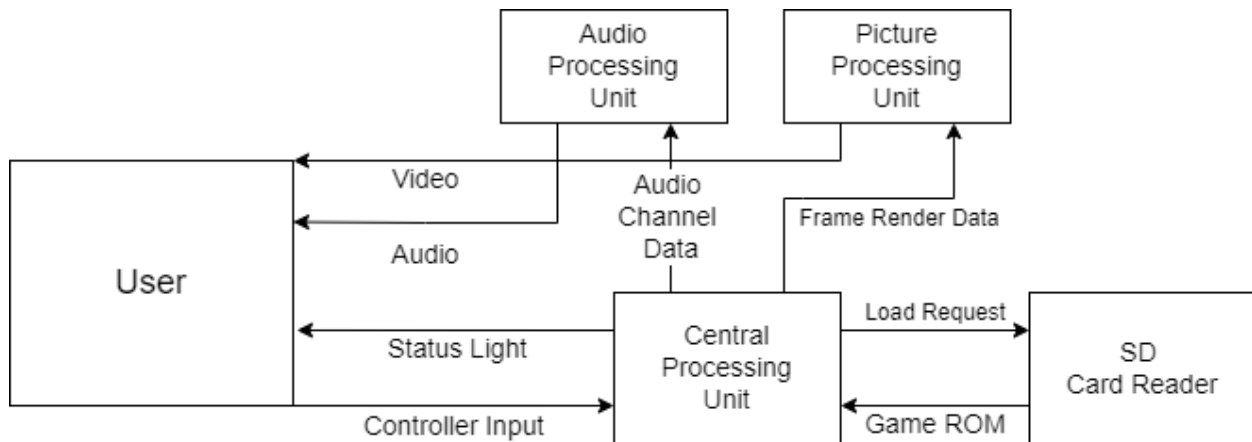 Audio
Processing
Unit
Picture
Processing
Unit
Video
Audio
Channel
Data
Frame Render Data
Audio
User
Status Light
Central
Processing
Unit
Load Request
SD
Card Reader
Controller Input
Game ROM